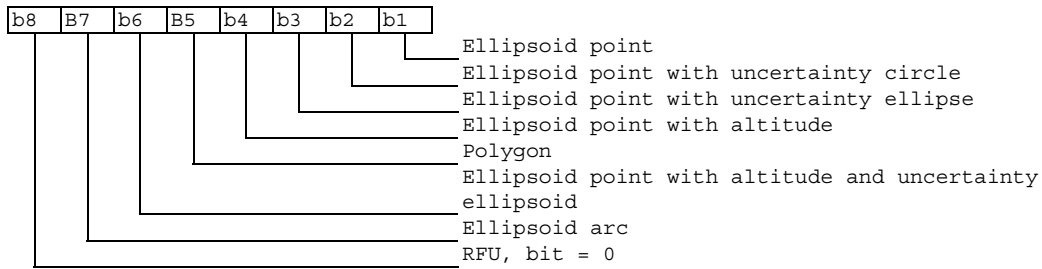 b8 B7 b6 B5 b4 b3 b2 b1
Ellipsoid point
Ellipsoid point with uncertainty circle
Ellipsoid point with uncertainty ellipse
Ellipsoid point with altitude
Polygon
Ellipsoid point with altitude and uncertainty
ellipsoid
Ellipsoid arc
RFU, bit = 0